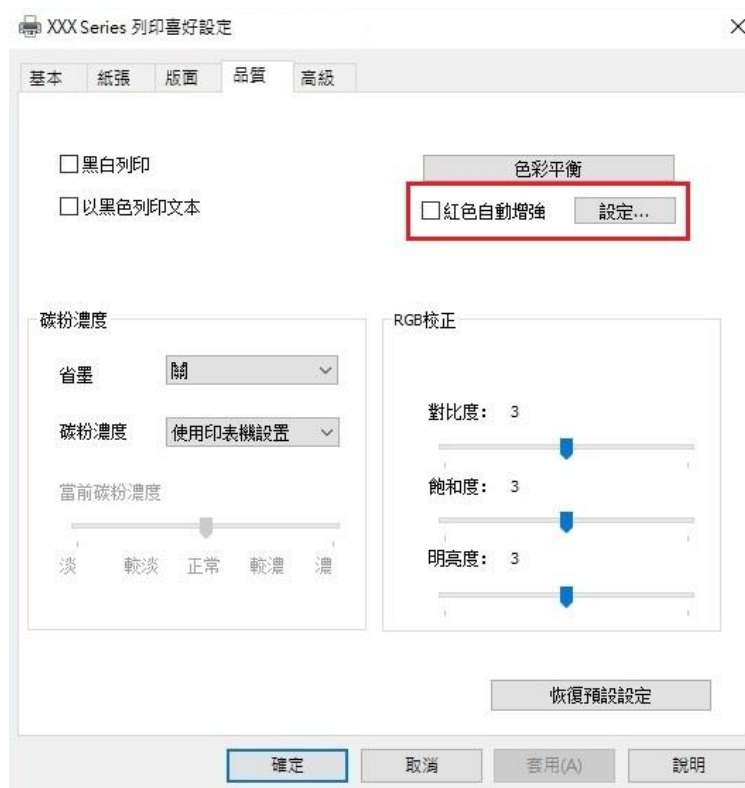 XXX Series 列印喜好設定
基本 紙張 版面 品質 高級
黑白列印
以黑色列印文本
色彩平衡
紅色自動增強 設定...
碳粉濃度
省墨 關
碳粉濃度 使用印表機設置
當前碳粉濃度
淡 較淡 正常 較濃 濃
RGB校正
對比度： 3
飽和度： 3
明亮度： 3
恢復預設設定
確定 取消 套用(A) 說明